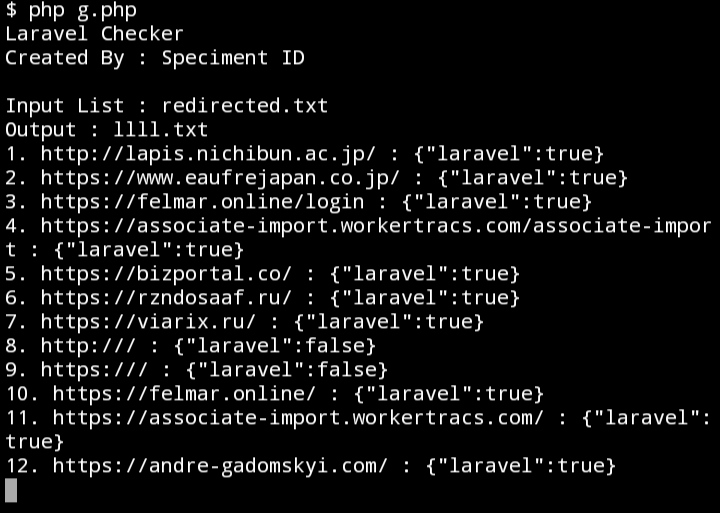 $ php g.php
Laravel Checker
Created By : Speciment ID
Input List : redirected.txt
Output : llll.txt
1. http://lapis.nichibun.ac.jp/ : {"laravel":true}
2. https://www.eaufrejapan.co.jp/ : {"laravel":true}
3. https://felmar.online/login : {"laravel":true}
4. https://associate-import.workertracs.com/associate-impor
t : {"laravel":true}
5. https://bizportal.co/ : {"laravel":true}
6. https://rzndosaaf.ru/ : {"laravel":true}
7. https://viarix.ru/ : {"laravel":true}
8. http:/// : {"laravel":false}
9. https:/// : {"laravel":false}
10. https://felmar.online/ : {"laravel":true}
11. https://associate-import.workertracs.com/ : {"laravel":
true}
12. https://andre-gadomskyi.com/ : {"laravel":true}